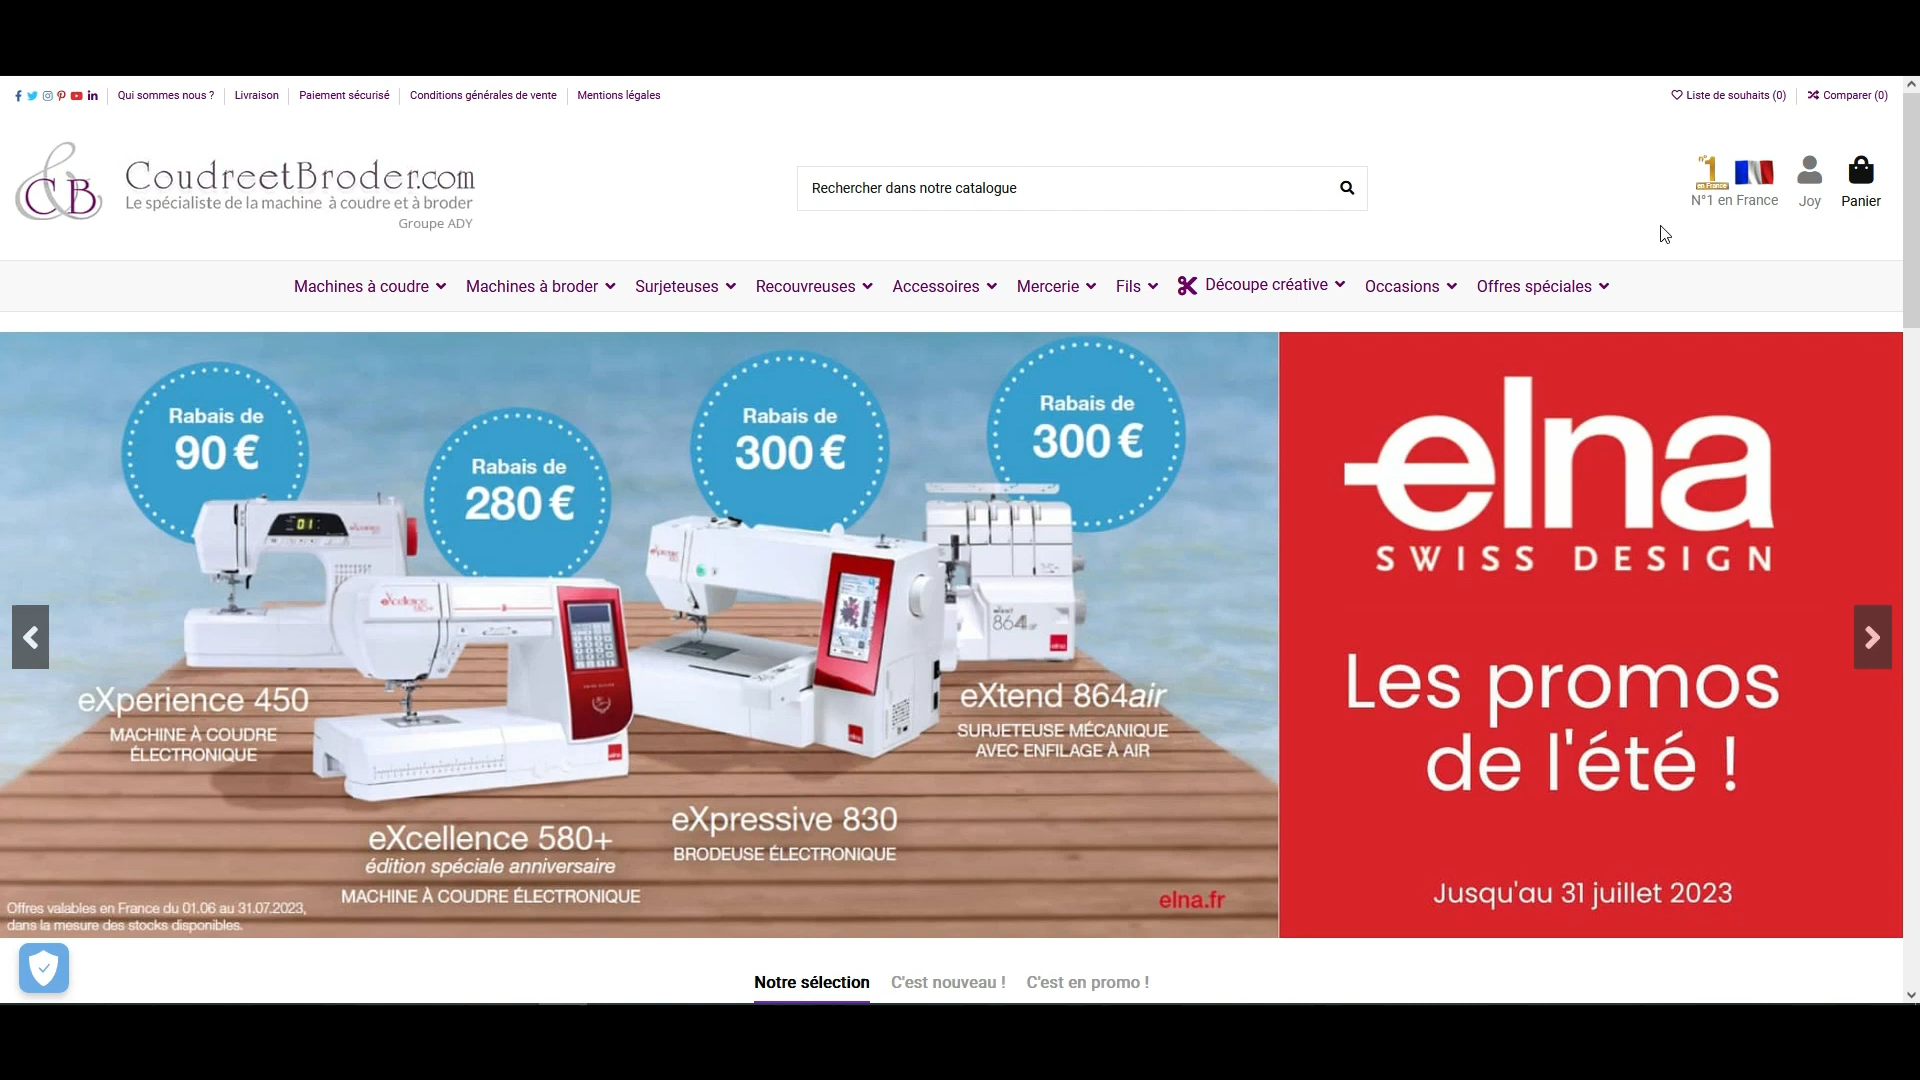 Qui sommes nous ?
Livraison
Paiement sécurisé
Conditions générales de vente
Mentions légales
Liste de souhaits (0)
Comparer (0)
CB
CoudreetBroder.com
Le spécialiste de la machine à coudre et à broder
Groupe ADY
Rechercher dans notre catalogue
n°1
en France
N°1 en France
Joy
Panier
Machines à coudre
Machines à broder
Surjeteuses
Recouvreuses
Accessoires
Mercerie
Fils
Découpe créative
Occasions
Offres spéciales
Rabais de
90 €
Rabais de
280 €
Rabais de
300 €
Rabais de
300 €
eXperience 450
MACHINE À COUDRE
ÉLECTRONIQUE
eXcellence 580+
édition spéciale anniversaire
MACHINE À COUDRE ÉLECTRONIQUE
eXpressive 830
BRODEUSE ÉLECTRONIQUE
864
eXtend 864air
SURJETEUSE MÉCANIQUE
AVEC ENFILAGE À AIR
Offres valables en France du 01.06 au 31.07.2023,
dans la mesure des stocks disponibles.
elna.fr
elna
SWISS DESIGN
Les promos
de l'été !
Jusqu'au 31 juillet 2023
Notre sélection
C'est nouveau !
C'est en promo !